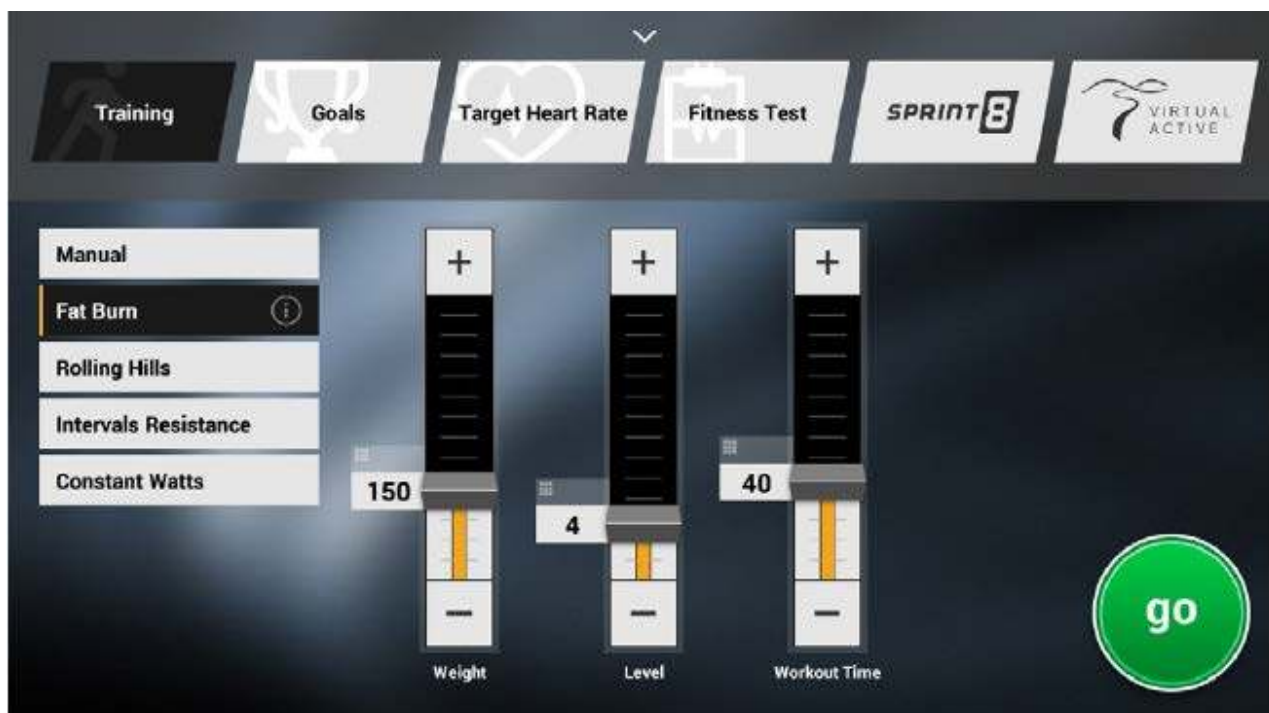 Training
Goals
Target Heart Rate
Fitness Test
SPRINT 8
VIRTUAL
ACTIVE
Manual
Fat Burn
Rolling Hills
Intervals Resistance
Constant Watts
+
+
+
150
4
40
−
−
−
Weight
Level
Workout Time
go